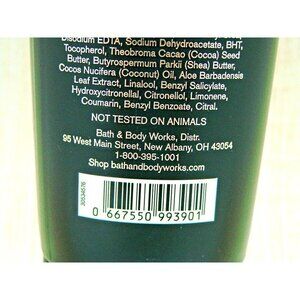 Disodium EDTA, Sodium Dehydroacetate, BHT,
Tocopherol, Theobroma Cacao (Cocoa) Seed
Butter, Butyrospermum Parkii (Shea) Butter,
Cocos Nucifera (Coconut) Oil, Aloe Barbadensis
Leaf Extract, Linalool, Benzyl Salicylate,
Hydroxycitronellal, Citronellol, Limonene,
Coumarin, Benzyl Benzoate, Citral.
NOT TESTED ON ANIMALS
Bath & Body Works, Distr.
95 West Main Street, New Albany, OH 43054
1-800-395-1001
Shop bathandbodyworks.com
0 667550 993901